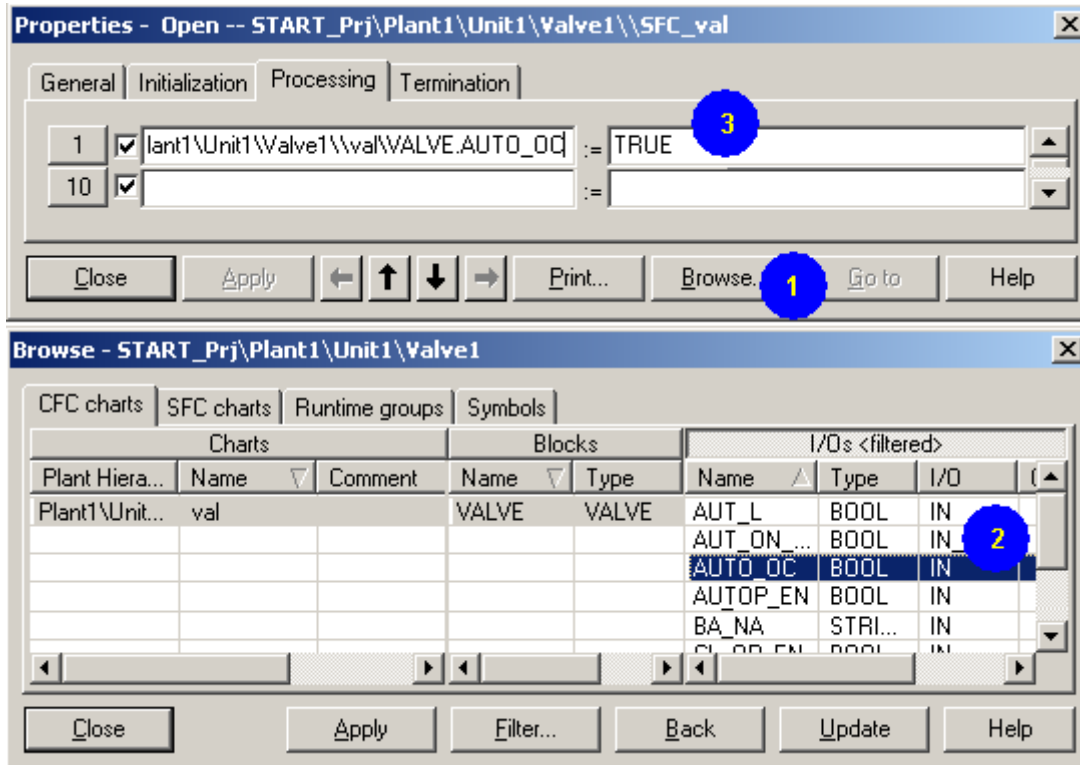 Properties - Open -- START_Prj\Plant1\Unit1\Valve1\\SFC_val
General Initialization Processing Termination
3
1 lant1\Unit1\Valve1\\val\VALVE.AUTO_OC := TRUE
10 :=
Close Apply Print... Browse. 1 Go to Help
Browse - START_Prj\Plant1\Unit1\Valve1
CFC charts SFC charts Runtime groups Symbols
Charts Blocks I/Os <filtered>
Plant Hiera... Name Comment Name Type Name Type I/O
Plant1\Unit... val VALVE VALVE AUT_L BOOL IN
AUT_ON_... BOOL IN_ 2
AUTO_OC BOOL IN
AUTOP_EN BOOL IN
BA_NA STRI... IN
Close Apply Filter... Back Update Help